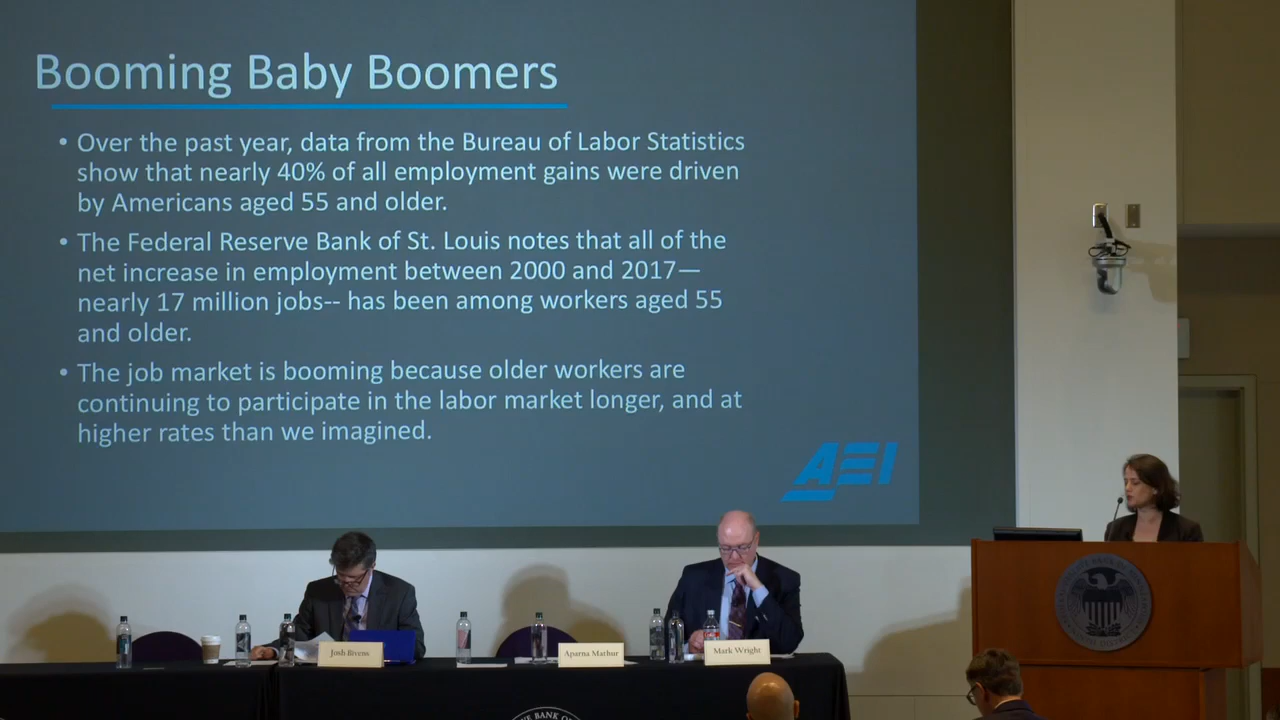 Booming Baby Boomers
• Over the past year, data from the Bureau of Labor Statistics
show that nearly 40% of all employment gains were driven
by Americans aged 55 and older.
• The Federal Reserve Bank of St. Louis notes that all of the
net increase in employment between 2000 and 2017—
nearly 17 million jobs-- has been among workers aged 55
and older.
• The job market is booming because older workers are
continuing to participate in the labor market longer, and at
higher rates than we imagined.
AEI
Josh Bivens
Aparna Mathur
Mark Wright
BANK